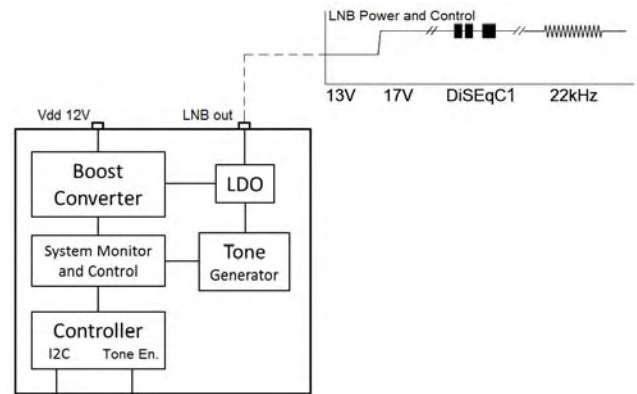 LNB Power and Control
13V 17V DiSEqC1 22kHz
Vdd 12V LNB out
Boost
Converter
LDO
System Monitor
and Control
Tone
Generator
Controller
I2C Tone En.